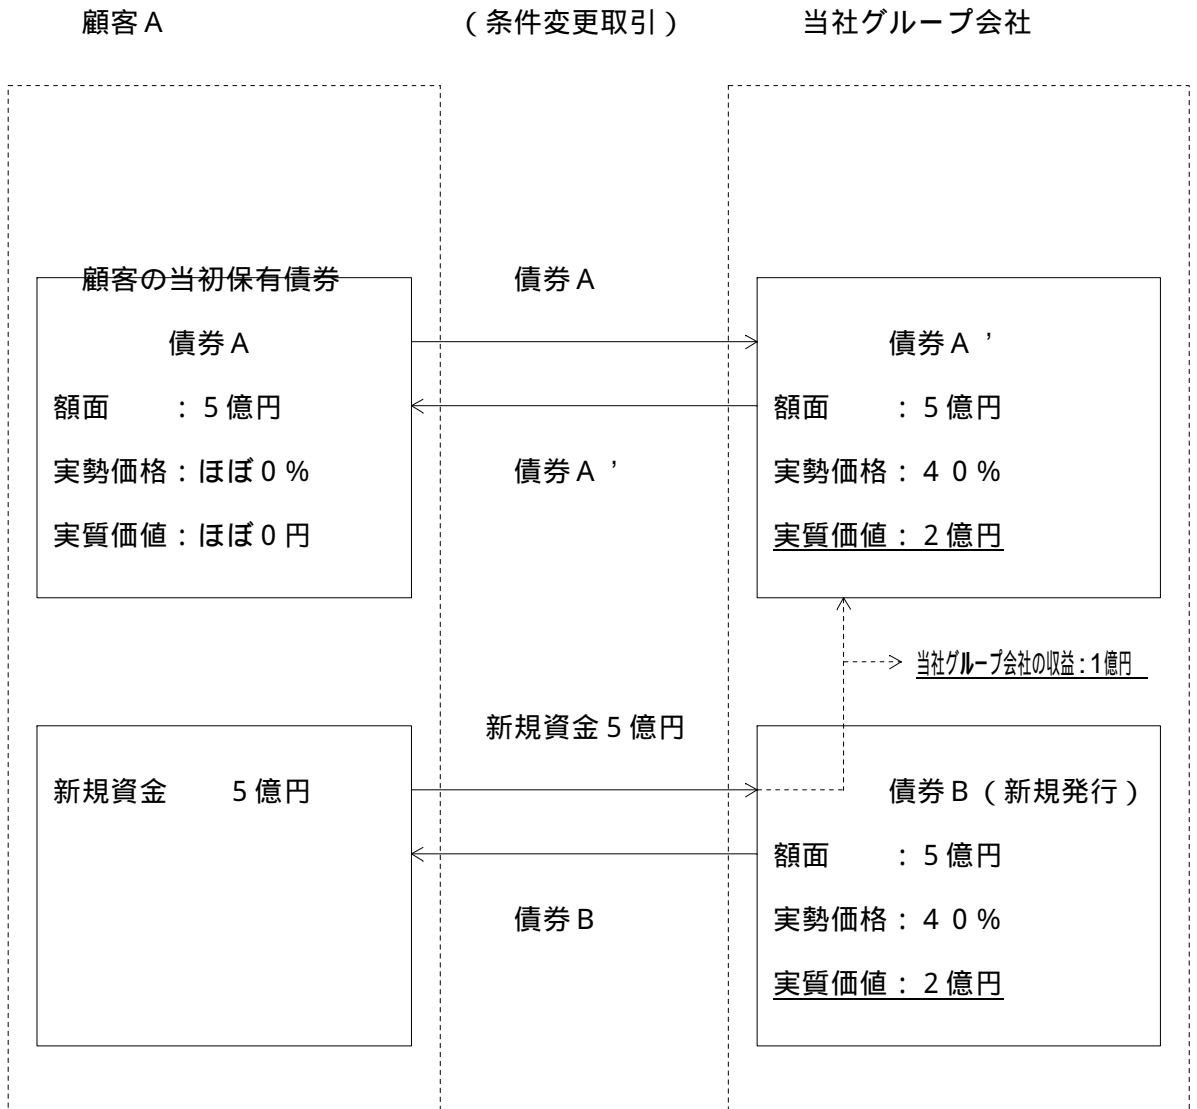 顧客Ａ　（条件変更取引）　当社グループ会社
顧客の当初保有債券　債券Ａ
債券Ａ　債券Ａ’
額面　：５億円　額面　：５億円
実勢価格：ほぼ０％　債券Ａ’　実勢価格：４０％
実質価値：ほぼ０円　実質価値：２億円
当社グループ会社の収益：1億円
新規資金５億円
新規資金　５億円　債券Ｂ（新規発行）
額面　：５億円
債券Ｂ　実勢価格：４０％
実質価値：２億円